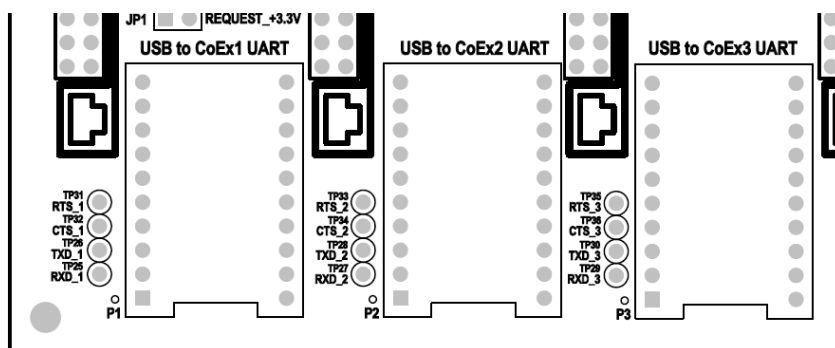 JP1 REQUEST_+3.3V
USB to CoEx1 UART
USB to CoEx2 UART
USB to CoEx3 UART
TP31
RTS_1
TP32
CTS_1
TP26
TXD_1
TP25
RXD_1
P1
TP33
RTS_2
TP34
CTS_2
TP28
TXD_2
TP27
RXD_2
P2
TP35
RTS_3
TP36
CTS_3
TP30
TXD_3
TP29
RXD_3
P3